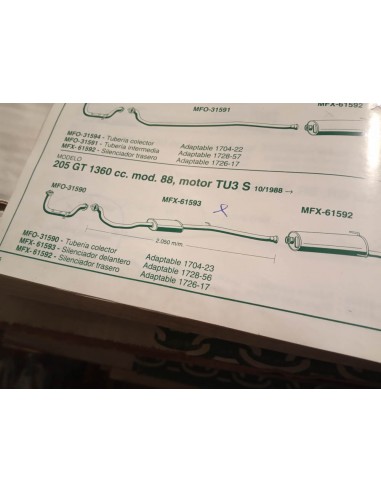 MFO-31591
MFX-61592
MFO-31594 - Tubería colector Adaptable 1704-22
MFO-31591 - Tubería intermedia Adaptable 1728-57
MFX-61592 - Silenciador trasero Adaptable 1726-17
MODELO
205 GT 1360 cc. mod. 88, motor TU3 S 10/1988 →
MFO-31590
MFX-61593
MFX-61592
2.050 m/m.
MFO-31590 - Tubería colector Adaptable 1704-23
MFX-61593 - Silenciador delantero Adaptable 1728-56
MFX-61592 - Silenciador trasero Adaptable 1726-17